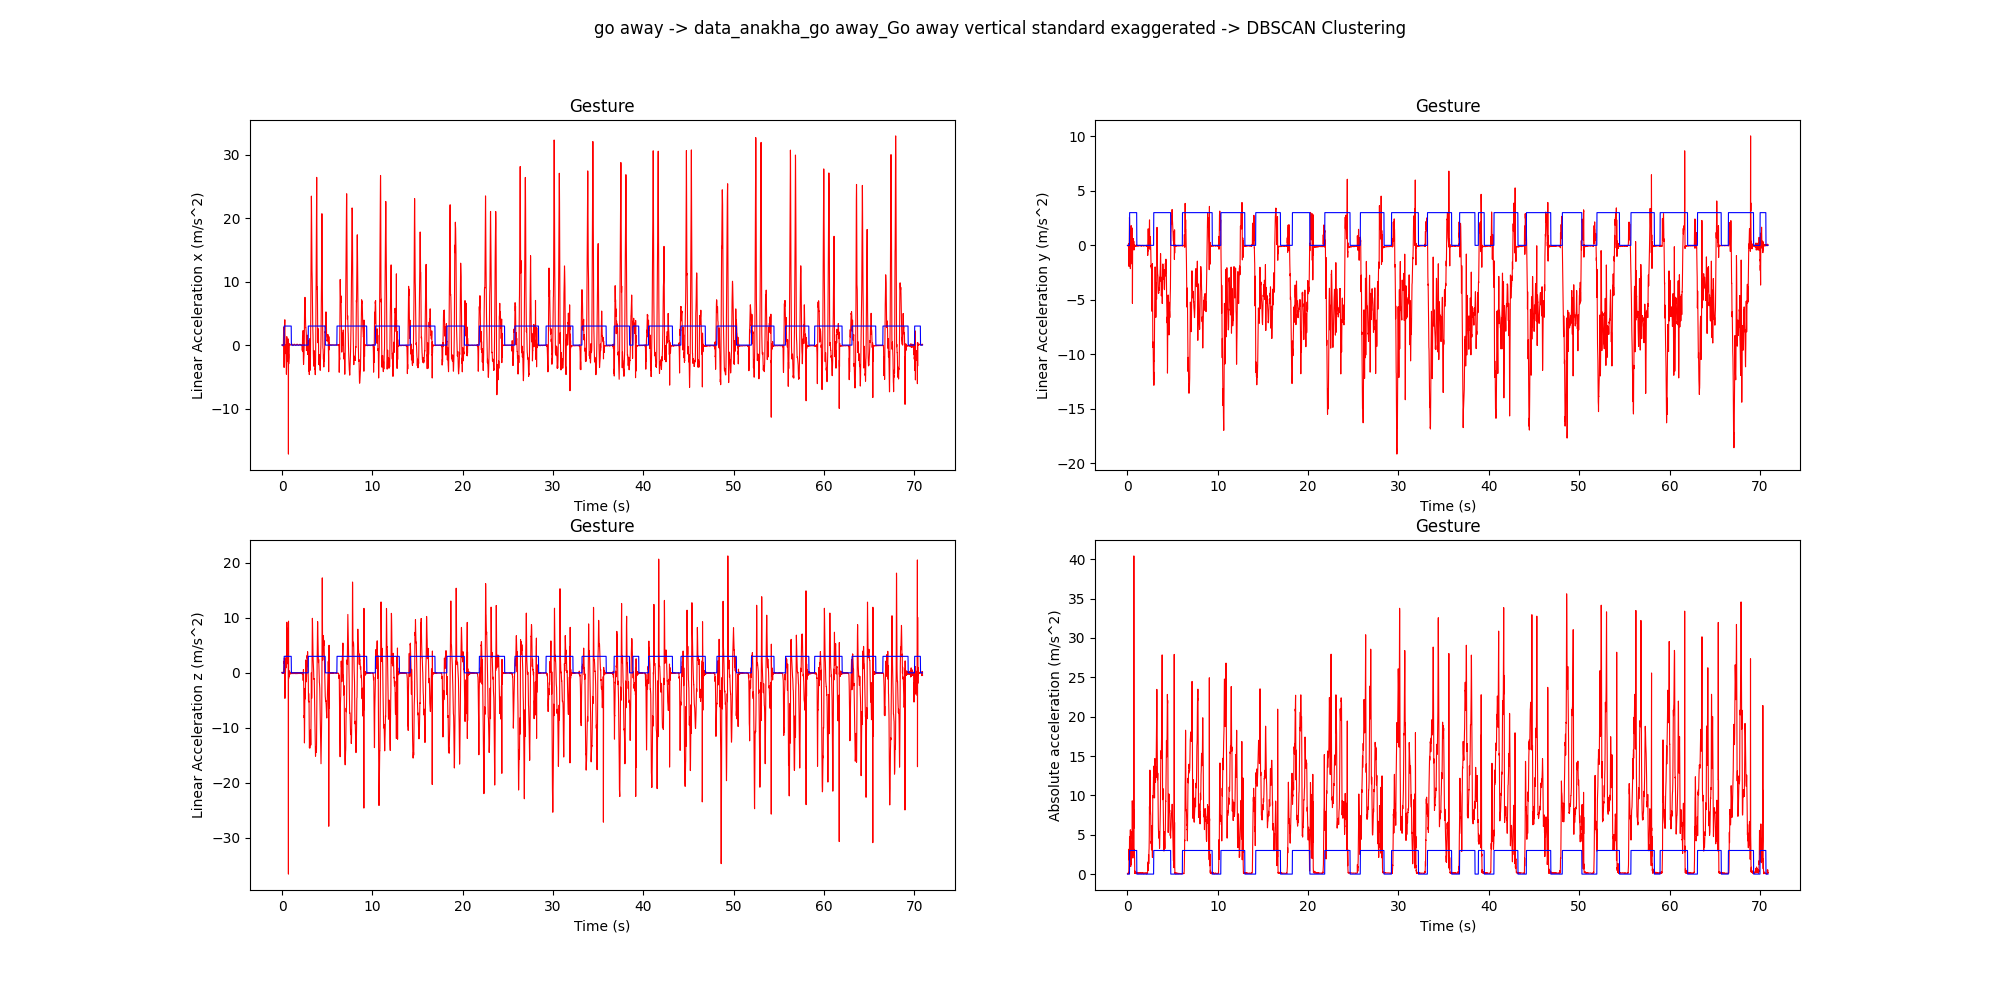 go away -> data_anakha_go away_Go away vertical standard exaggerated -> DBSCAN Clustering
Gesture
Linear Acceleration x (m/s^2)
30
20
10
0
−10
0 10 20 30 40 50 60 70
Time (s)
Gesture
Linear Acceleration y (m/s^2)
10
5
0
−5
−10
−15
−20
0 10 20 30 40 50 60 70
Time (s)
Gesture
Linear Acceleration z (m/s^2)
20
10
0
−10
−20
−30
0 10 20 30 40 50 60 70
Time (s)
Gesture
Absolute acceleration (m/s^2)
40
35
30
25
20
15
10
5
0
0 10 20 30 40 50 60 70
Time (s)